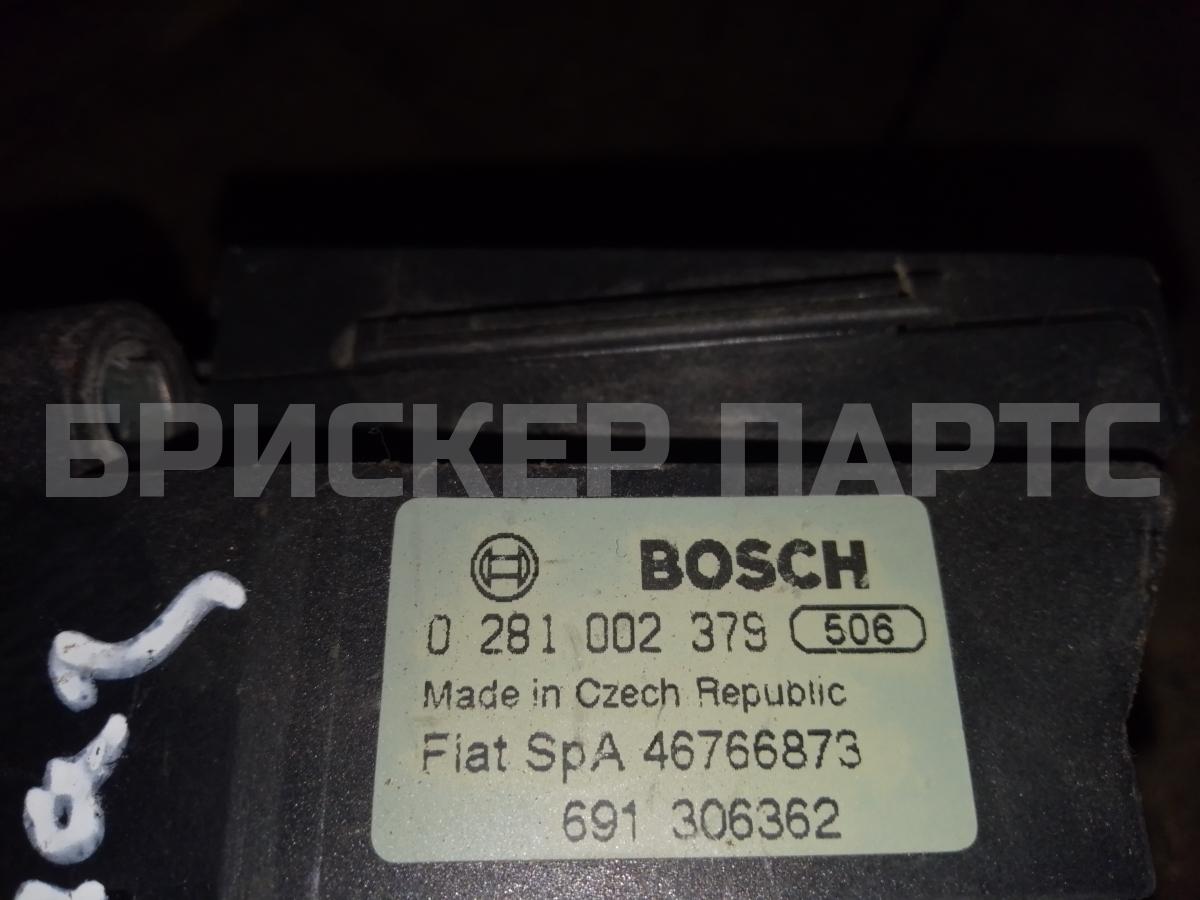 БРИСКЕР ПАРТС
BOSCH
0 281 002 379 506
Made in Czech Republic
Fiat SpA 46766873
691 306362